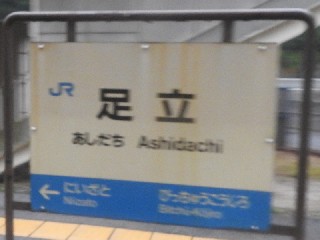 JR
足立
あしだち Ashidachi
← にいざと びっちゅうこうじろ
Niizato Bitchū-Kōjiro